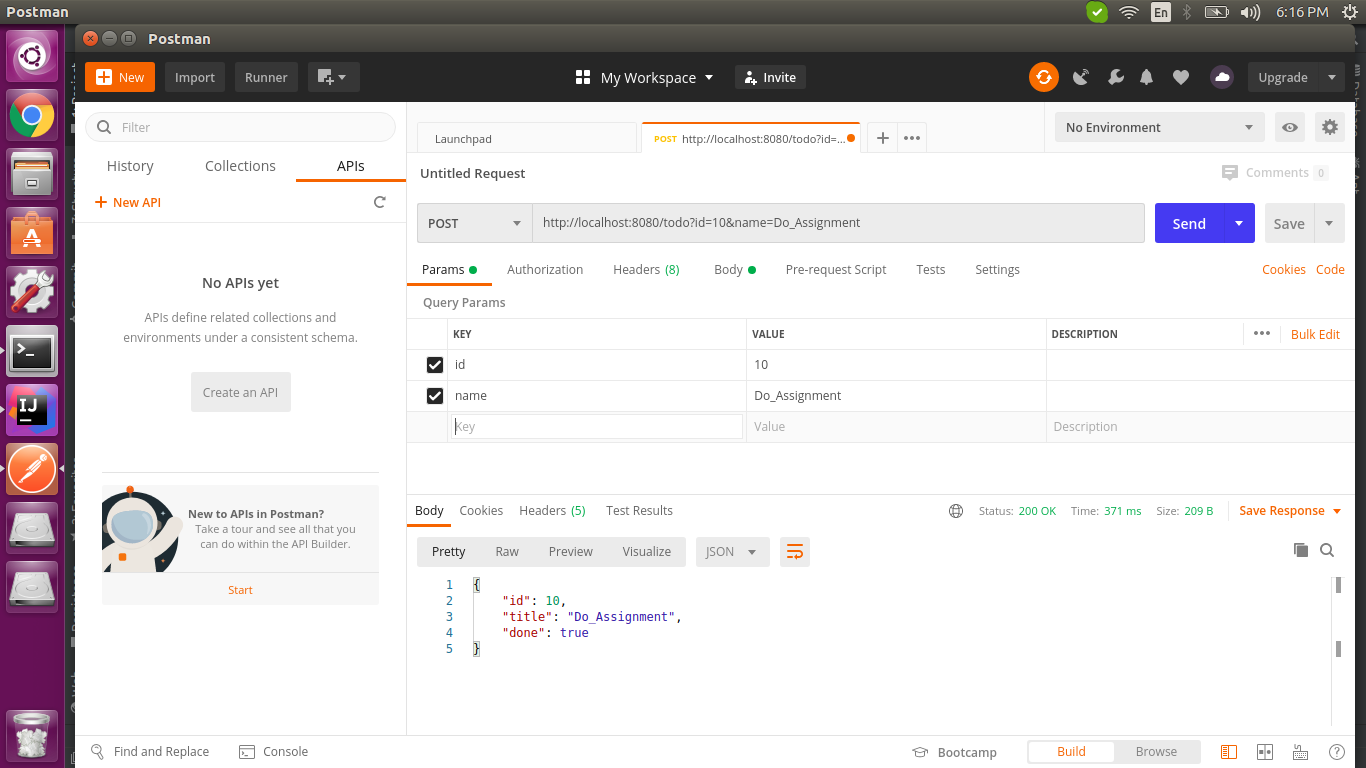 Postman
En
6:16 PM
Postman
New
Import
Runner
My Workspace
Invite
Upgrade
Filter
History
Collections
APIs
New API
No APIs yet
APIs define related collections and
environments under a consistent schema.
Create an API
New to APIs in Postman?
Take a tour and see all that you
can do within the API Builder.
Start
Launchpad
POST http://localhost:8080/todo?id=...
No Environment
Untitled Request
Comments 0
POST
http://localhost:8080/todo?id=10&name=Do_Assignment
Send
Save
Params
Authorization
Headers (8)
Body
Pre-request Script
Tests
Settings
Cookies
Code
Query Params
KEY VALUE DESCRIPTION Bulk Edit
id 10
name Do_Assignment
Key Value Description
Body
Cookies
Headers (5)
Test Results
Status: 200 OK
Time: 371 ms
Size: 209 B
Save Response
Pretty
Raw
Preview
Visualize
JSON
1 {
2 "id": 10,
3 "title": "Do_Assignment",
4 "done": true
5 }
Find and Replace
Console
Bootcamp
Build
Browse
IJ